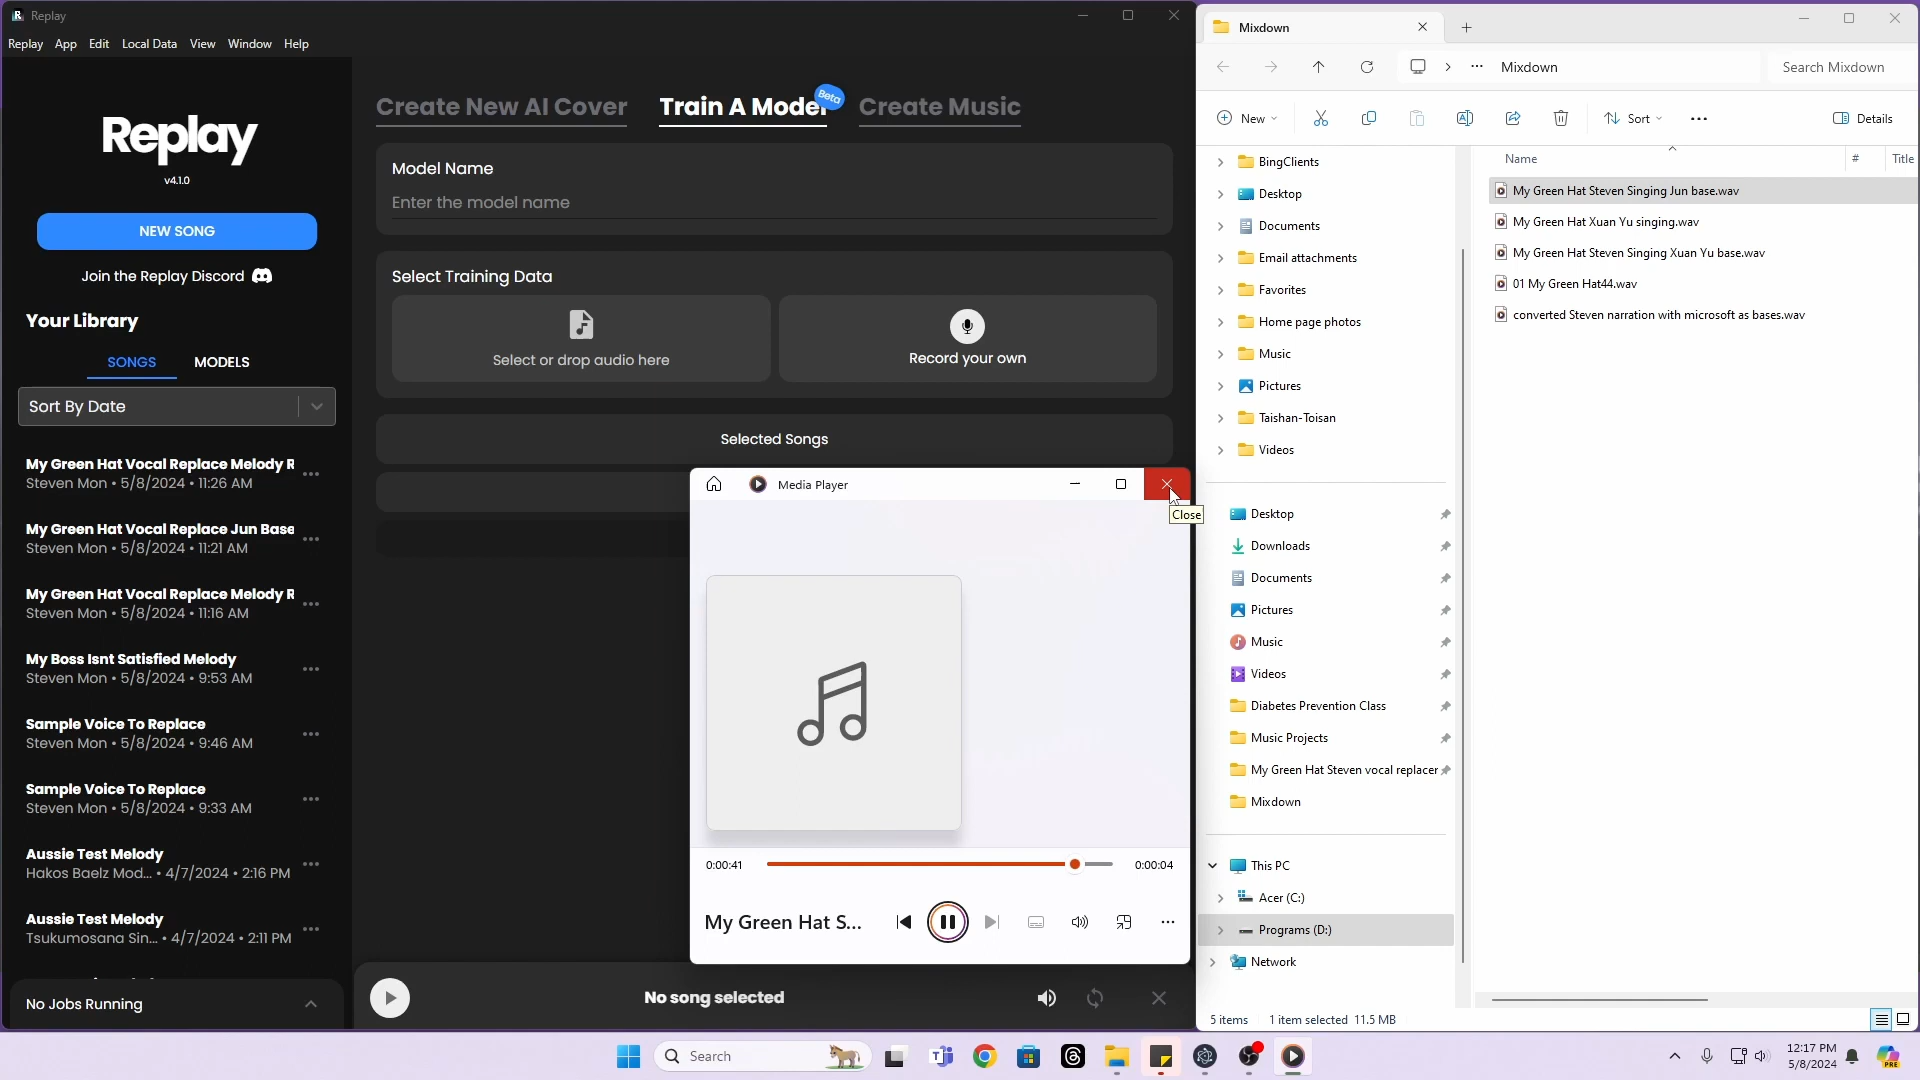 Replay
Replay App Edit Local Data View Window Help
Replay
v4.1.0
NEW SONG
Join the Replay Discord
Your Library
SONGS MODELS
Sort By Date
My Green Hat Vocal Replace Melody R
Steven Mon • 5/8/2024 • 11:26 AM
My Green Hat Vocal Replace Jun Base
Steven Mon • 5/8/2024 • 11:21 AM
My Green Hat Vocal Replace Melody R
Steven Mon • 5/8/2024 • 11:16 AM
My Boss Isnt Satisfied Melody
Steven Mon • 5/8/2024 • 9:53 AM
Sample Voice To Replace
Steven Mon • 5/8/2024 • 9:46 AM
Sample Voice To Replace
Steven Mon • 5/8/2024 • 9:33 AM
Aussie Test Melody
Hakos Baelz Mod... • 4/7/2024 • 2:16 PM
Aussie Test Melody
Tsukumosana Sin... • 4/7/2024 • 2:11 PM
No Jobs Running
Create New AI Cover Train A Model Beta Create Music
Model Name
Enter the model name
Select Training Data
Select or drop audio here
Record your own
Selected Songs
Media Player
Close
0:00:41 0:00:04
My Green Hat S...
No song selected
Mixdown
Mixdown
Search Mixdown
New Sort Details
BingClients
Desktop
Documents
Email attachments
Favorites
Home page photos
Music
Pictures
Taishan-Toisan
Videos
Desktop
Downloads
Documents
Pictures
Music
Videos
Diabetes Prevention Class
Music Projects
My Green Hat Steven vocal replacer
Mixdown
This PC
Acer (C:)
Programs (D:)
Network
Name # Title
My Green Hat Steven Singing Jun base.wav
My Green Hat Xuan Yu singing.wav
My Green Hat Steven Singing Xuan Yu base.wav
01 My Green Hat44.wav
converted Steven narration with microsoft as bases.wav
5 items 1 item selected 11.5 MB
Search
12:17 PM
5/8/2024
PRE